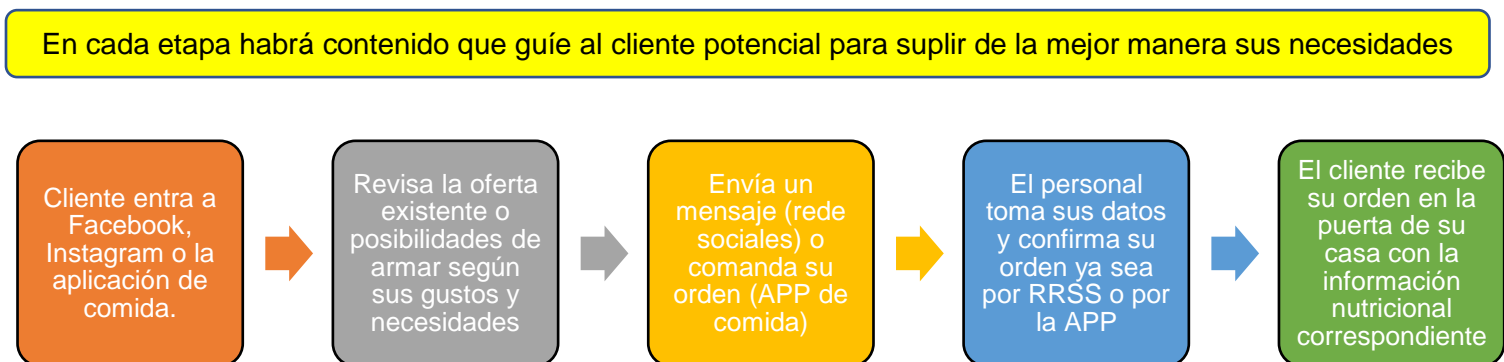 En cada etapa habrá contenido que guíe al cliente potencial para suplir de la mejor manera sus necesidades
Cliente entra a
Facebook,
Instagram o la
aplicación de
comida.
Revisa la oferta
existente o
posibilidades de
armar según
sus gustos y
necesidades
Envía un
mensaje (rede
sociales) o
comanda su
orden (APP de
comida)
El personal
toma sus datos
y confirma su
orden ya sea
por RRSS o por
la APP
El cliente recibe
su orden en la
puerta de su
casa con la
información
nutricional
correspondiente